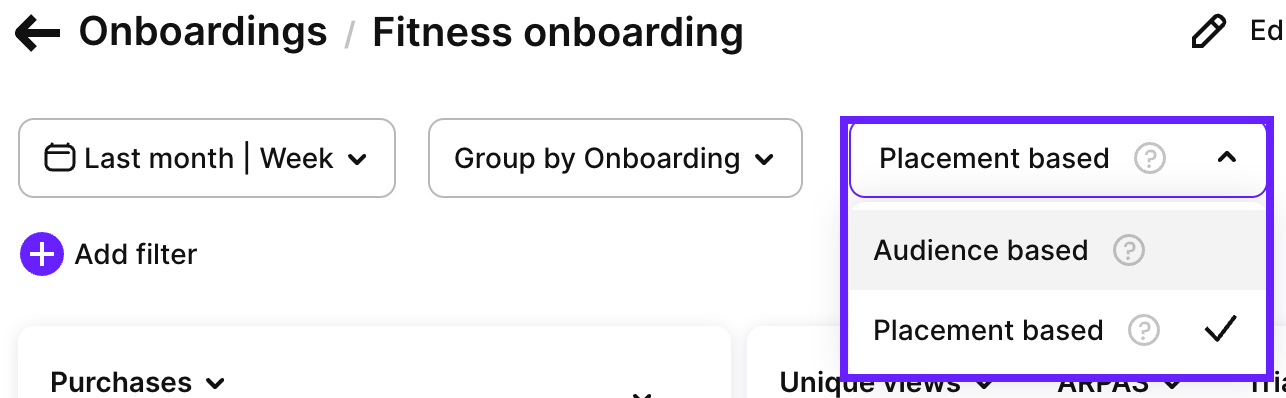 Onboardings / Fitness onboarding
Ed
Last month | Week
Group by Onboarding
Placement based ?
Audience based ?
Placement based ?
Add filter
Purchases
Unique views
ARPAS
Tria